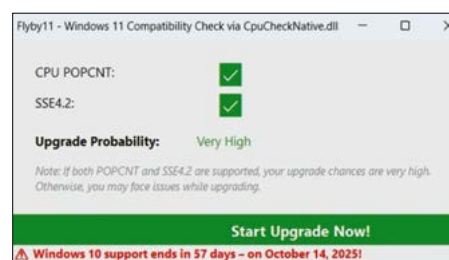 Flyby11 - Windows 11 Compatibility Check via CpuCheckNative.dll
CPU POPCNT:
SSE4.2:
Upgrade Probability: Very High
Note: If both POPCNT and SSE4.2 are supported, your upgrade chances are very high.
Otherwise, you may face issues while upgrading.
Start Upgrade Now!
Windows 10 support ends in 57 days – on October 14, 2025!